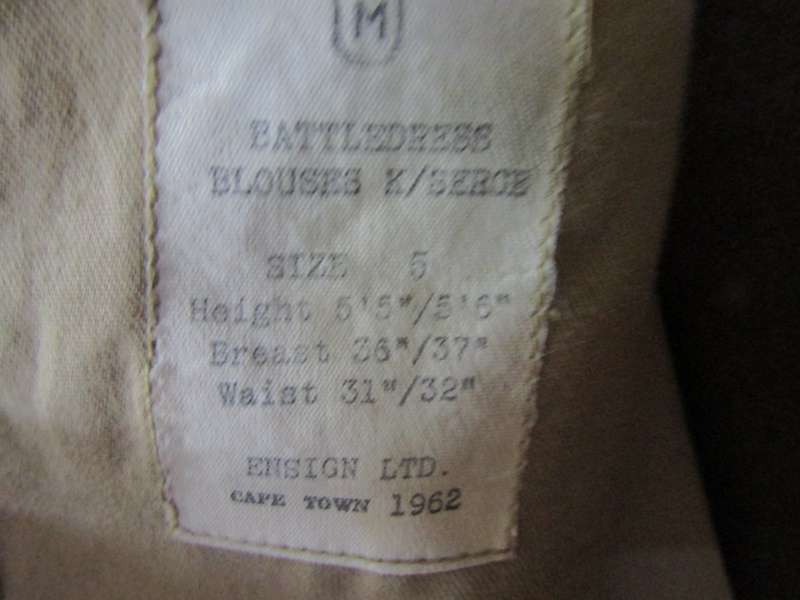 M
BATTLEDRESS
BLOUSES K/SERGE
SIZE 5
Height 5'5"/5'6"
Breast 36"/37"
Waist 31"/32"
ENSIGN LTD.
CAPE TOWN 1962